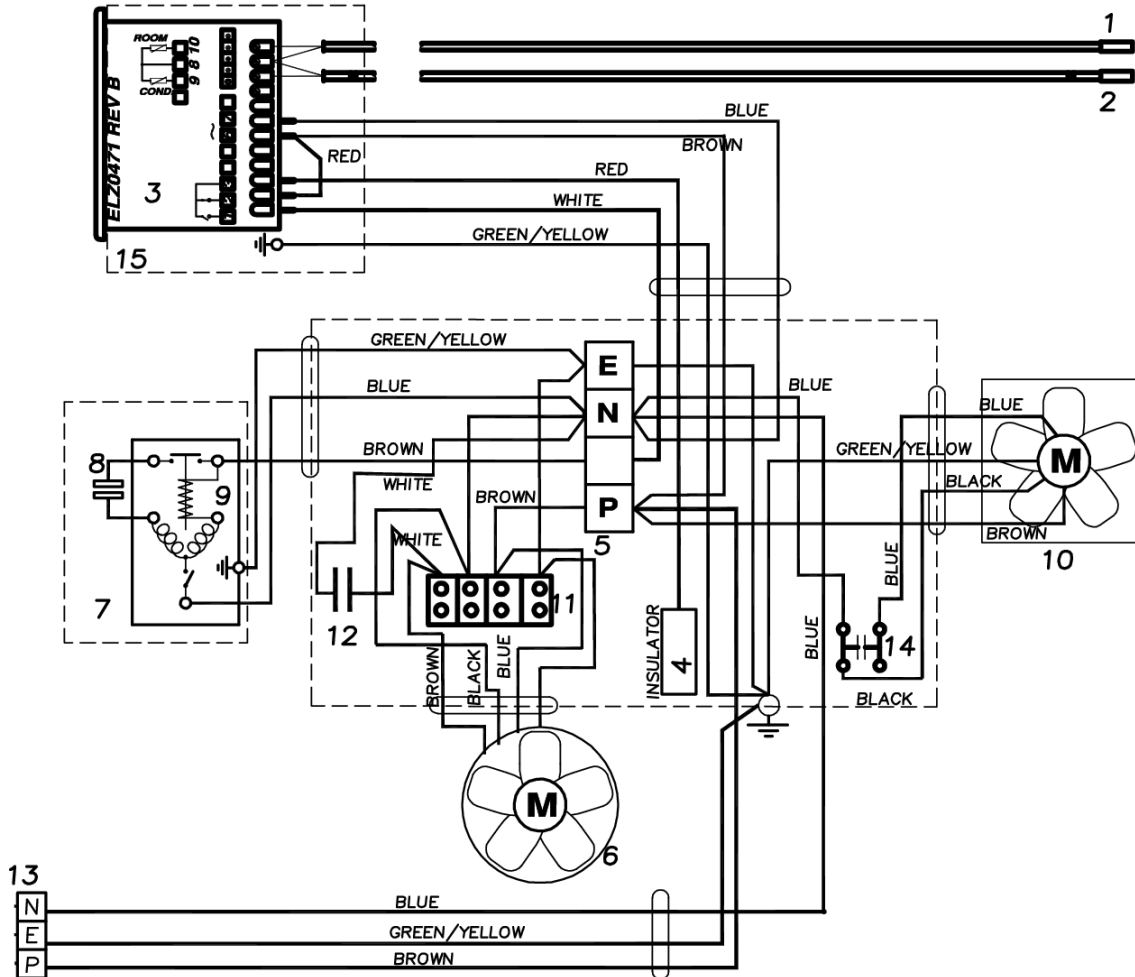 1
2
ROOM
10
8
9
COND.
~
ELZ0471 REV B
3
15
BLUE
BROWN
RED
RED
WHITE
GREEN/YELLOW
GREEN/YELLOW
E
BLUE
N
BLUE
BLUE
BROWN
GREEN/YELLOW
M
8
9
WHITE
BROWN
P
BLACK
BROWN
10
5
WHITE
7
12
11
BLUE
BROWN
BLACK
BLUE
INSULATOR
4
BLUE
14
BLACK
M
6
13
N
BLUE
E
GREEN/YELLOW
P
BROWN